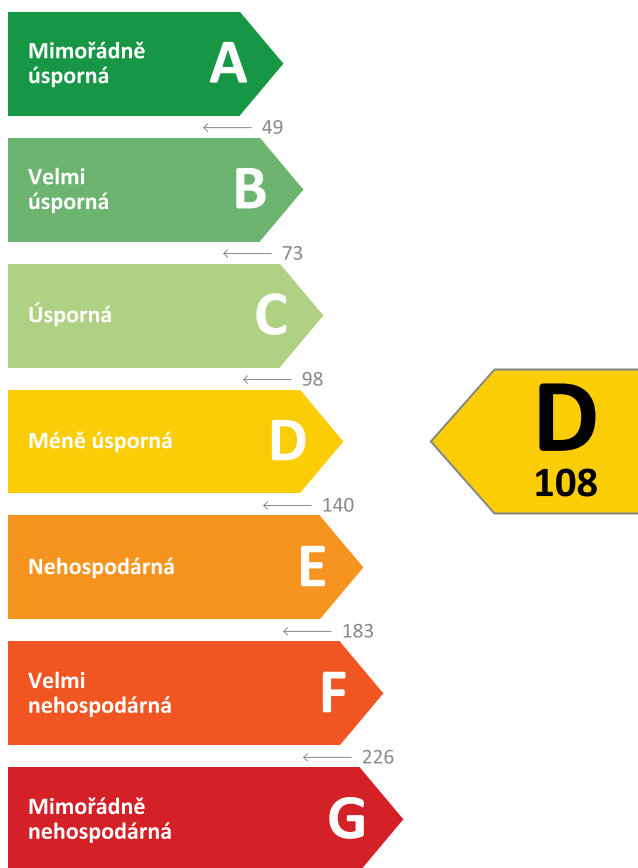 Mimořádně
úsporná
A
49
Velmi
úsporná
B
73
Úsporná
C
98
Méně úsporná
D
D
108
140
Nehospodárná
E
183
Velmi
nehospodárná
F
226
Mimořádně
nehospodárná
G